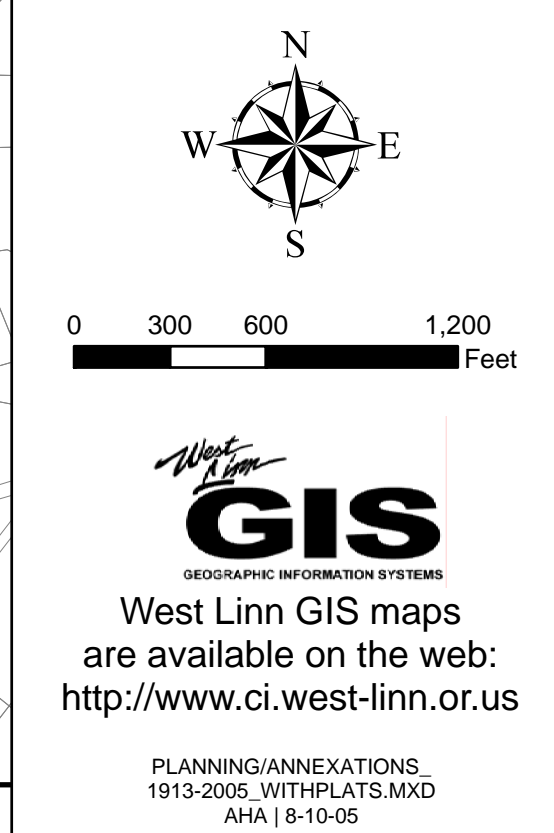 N
W E
S
0 300 600 1,200
Feet
West
Linn
GIS
GEOGRAPHIC INFORMATION SYSTEMS
West Linn GIS maps
are available on the web:
http://www.ci.west-linn.or.us
PLANNING/ANNEXATIONS_
1913-2005_WITHPLATS.MXD
AHA | 8-10-05